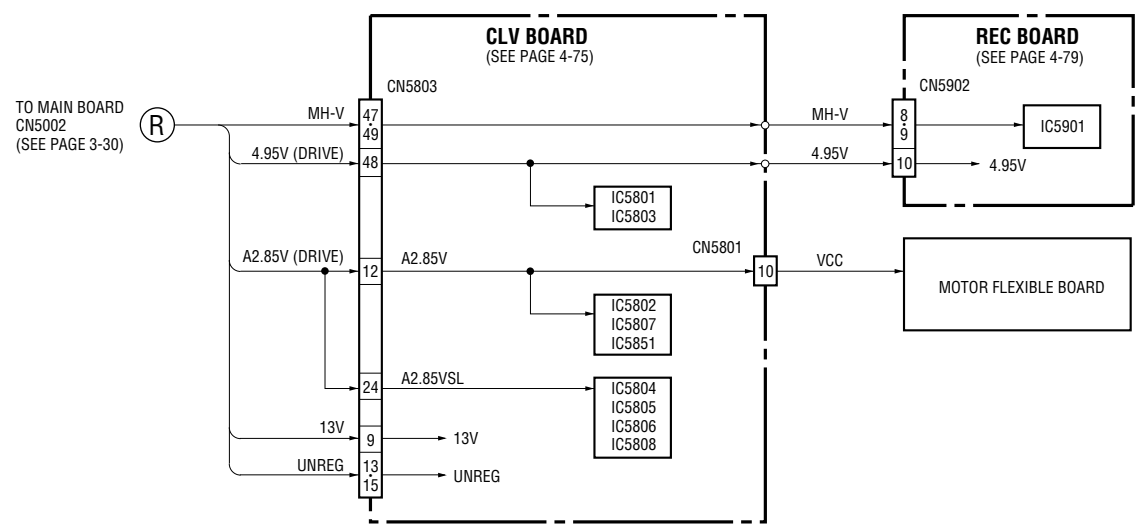 CLV BOARD
(SEE PAGE 4-75)
REC BOARD
(SEE PAGE 4-79)
CN5803
CN5902
TO MAIN BOARD
CN5002
(SEE PAGE 3-30)
R
MH-V
47
49
MH-V
8
9
IC5901
4.95V (DRIVE)
48
4.95V
10
4.95V
IC5801
IC5803
A2.85V (DRIVE)
12
A2.85V
CN5801
10
VCC
MOTOR FLEXIBLE BOARD
IC5802
IC5807
IC5851
24
A2.85VSL
IC5804
IC5805
IC5806
IC5808
13V
9
13V
UNREG
13
15
UNREG